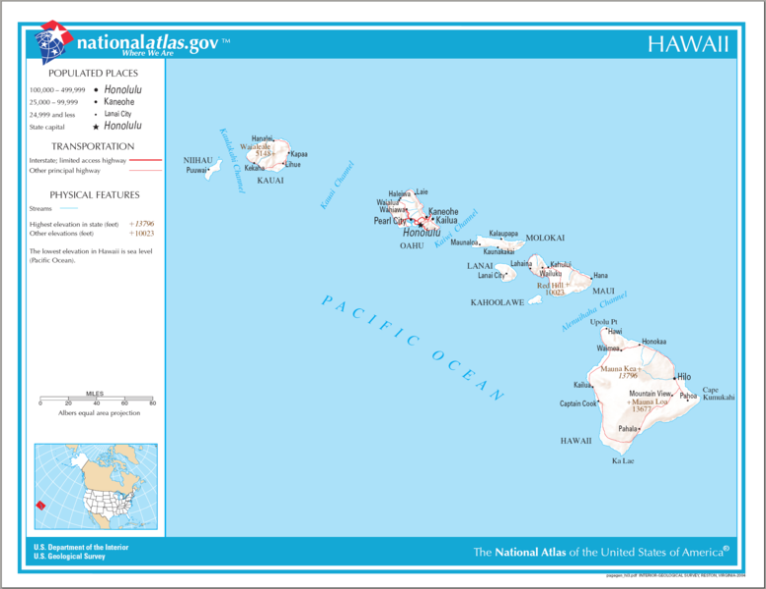 nationalatlas.gov ™
Where We Are
HAWAII
POPULATED PLACES
100,000 – 499,999 Honolulu
25,000 – 99,999 Kaneohe
24,999 and less Lanai City
State capital Honolulu
TRANSPORTATION
Interstate; limited access highway
Other principal highway
PHYSICAL FEATURES
Streams
Highest elevation in state (feet) +13796
Other elevations (feet) +10023
The lowest elevation in Hawaii is sea level
(Pacific Ocean).
MILES
0 20 40 60 80
Albers equal area projection
U.S. Department of the Interior
U.S. Geological Survey
NIIHAU
Puuwai
Kaulakahi Channel
Hanalei
Waialeale
5148+
Kapaa
Lihue
Kekaha
KAUAI
Kauai Channel
Haleiwa
Laie
Waialua
Wahiawa
Kaneohe
Pearl City
Kailua
Honolulu
OAHU
Kaiwi Channel
Kalaupapa
MOLOKAI
Maunaloa
Kaunakakai
LANAI
Lanai City
Lahaina
Kahului
Wailuku
Hana
Red Hill +
10023
MAUI
KAHOOLAWE
Alenuihaha Channel
PACIFIC OCEAN
Upolu Pt
Hawi
Honokaa
Waimea
Mauna Kea +
13796
Hilo
Kailua
Mountain View
Pahoa
Cape
Kumukahi
Captain Cook
+Mauna Loa
13677
Pahala
HAWAII
Ka Lae
The National Atlas of the United States of America®